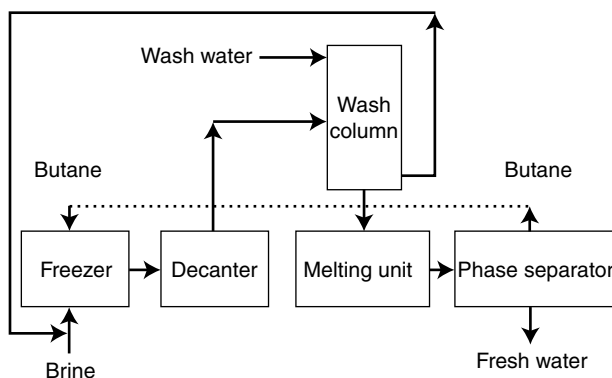 Wash water
Wash
column
Butane
Butane
Freezer
Decanter
Melting unit
Phase separator
Brine
Fresh water